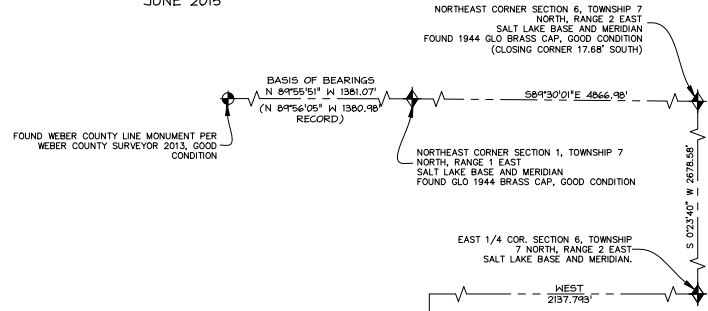 JUNE 2015
NORTHEAST CORNER SECTION 6, TOWNSHIP 7
NORTH, RANGE 2 EAST
SALT LAKE BASE AND MERIDIAN
FOUND 1944 GLO BRASS CAP, GOOD CONDITION
(CLOSING CORNER 17.68' SOUTH)
BASIS OF BEARINGS
N 89°55'51" W 1381.07'
(N 89°56'05" W 1380.98'
RECORD)
S89°30'01"E 4866.98'
FOUND WEBER COUNTY LINE MONUMENT PER
WEBER COUNTY SURVEYOR 2013, GOOD
CONDITION
NORTHEAST CORNER SECTION 1, TOWNSHIP 7
NORTH, RANGE 1 EAST
SALT LAKE BASE AND MERIDIAN
FOUND GLO 1944 BRASS CAP, GOOD CONDITION
S 0°23'40" W 2678.58'
EAST 1/4 COR. SECTION 6, TOWNSHIP
7 NORTH, RANGE 2 EAST
SALT LAKE BASE AND MERIDIAN.
WEST
2137.793'